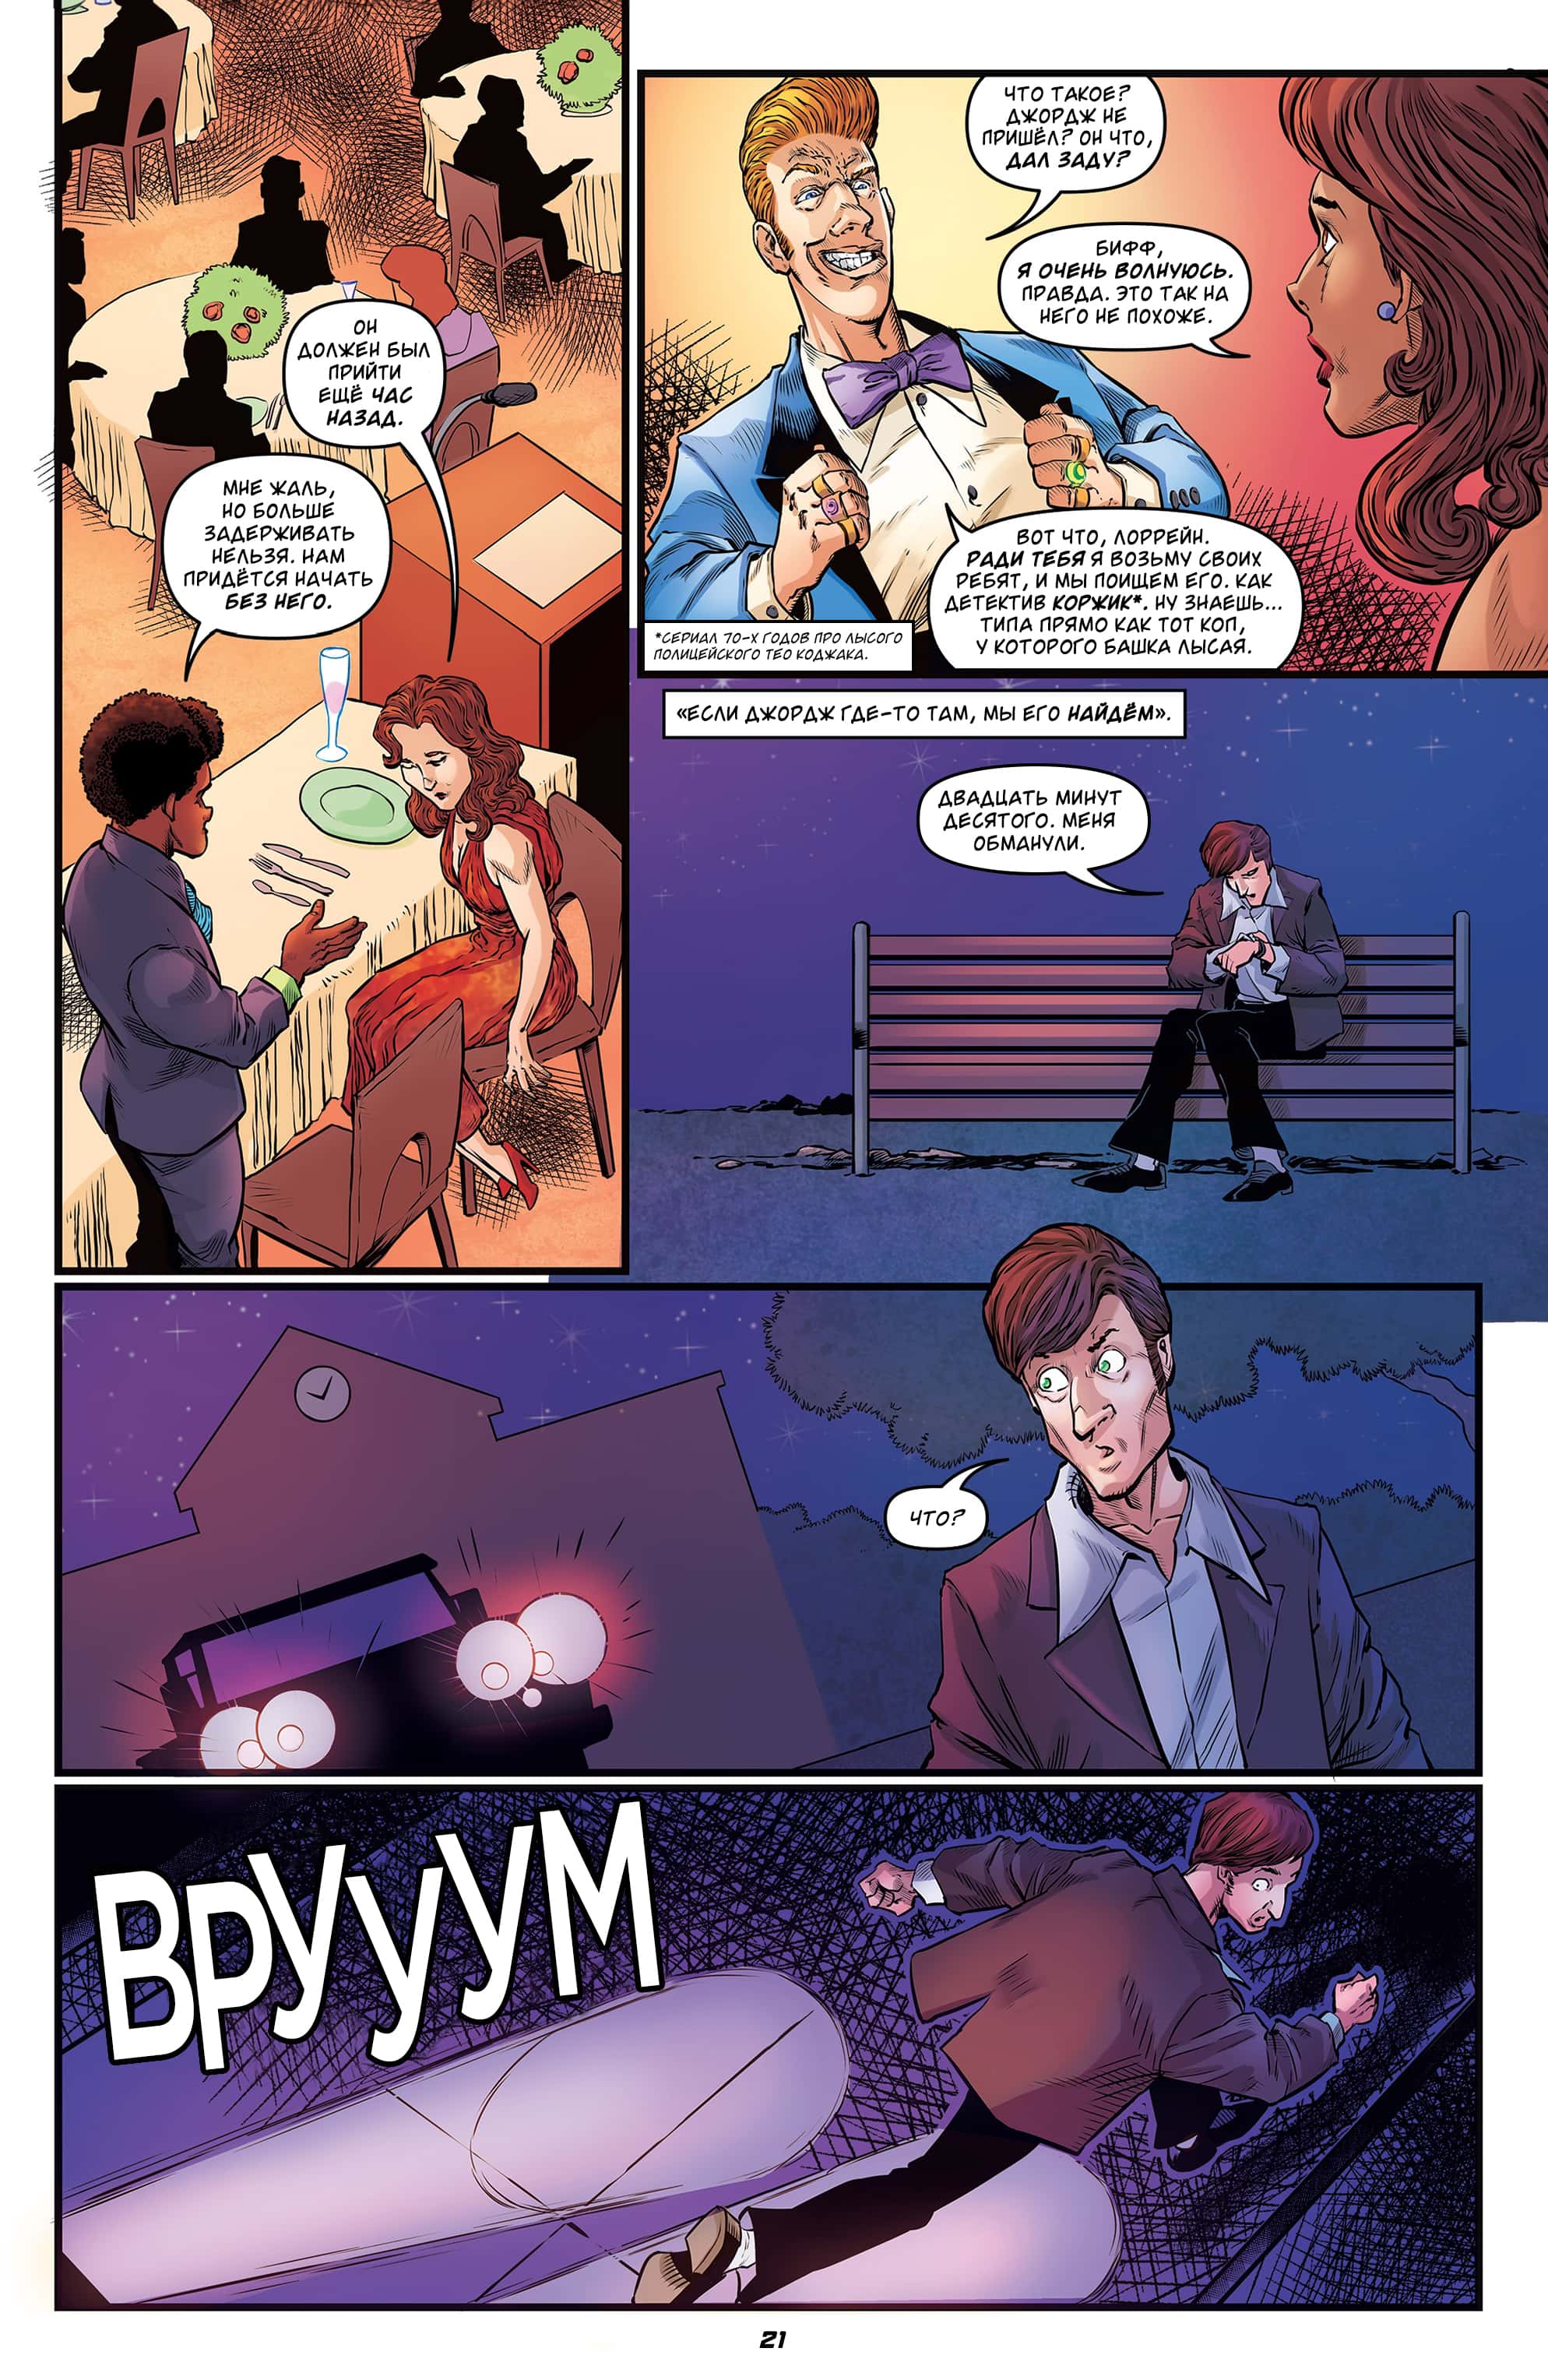 ОН
ДОЛЖЕН БЫЛ
ПРИЙТИ
ЕЩЁ ЧАС
НАЗАД.
МНЕ ЖАЛЬ,
НО БОЛЬШЕ
ЗАДЕРЖИВАТЬ
НЕЛЬЗЯ. НАМ
ПРИДЁТСЯ НАЧАТЬ
БЕЗ НЕГО.
ЧТО ТАКОЕ?
ДЖОРДЖ НЕ
ПРИШЁЛ? ОН ЧТО,
ДАЛ ЗАДУ?
БИФФ,
Я ОЧЕНЬ ВОЛНУЮСЬ.
ПРАВДА. ЭТО ТАК НА
НЕГО НЕ ПОХОЖЕ.
ВОТ ЧТО, ЛОРРЕЙН.
РАДИ ТЕБЯ Я ВОЗЬМУ СВОИХ
РЕБЯТ, И МЫ ПОИЩЕМ ЕГО. КАК
ДЕТЕКТИВ КОРЖИК*. НУ ЗНАЕШЬ...
ТИПА ПРЯМО КАК ТОТ КОП,
У КОТОРОГО БАШКА ЛЫСАЯ.
*СЕРИАЛ 70-Х ГОДОВ ПРО ЛЫСОГО
ПОЛИЦЕЙСКОГО ТЕО КОДЖАКА.
«ЕСЛИ ДЖОРДЖ ГДЕ-ТО ТАМ, МЫ ЕГО НАЙДЁМ».
ДВАДЦАТЬ МИНУТ
ДЕСЯТОГО. МЕНЯ
ОБМАНУЛИ.
ЧТО?
ВРУУУМ
21